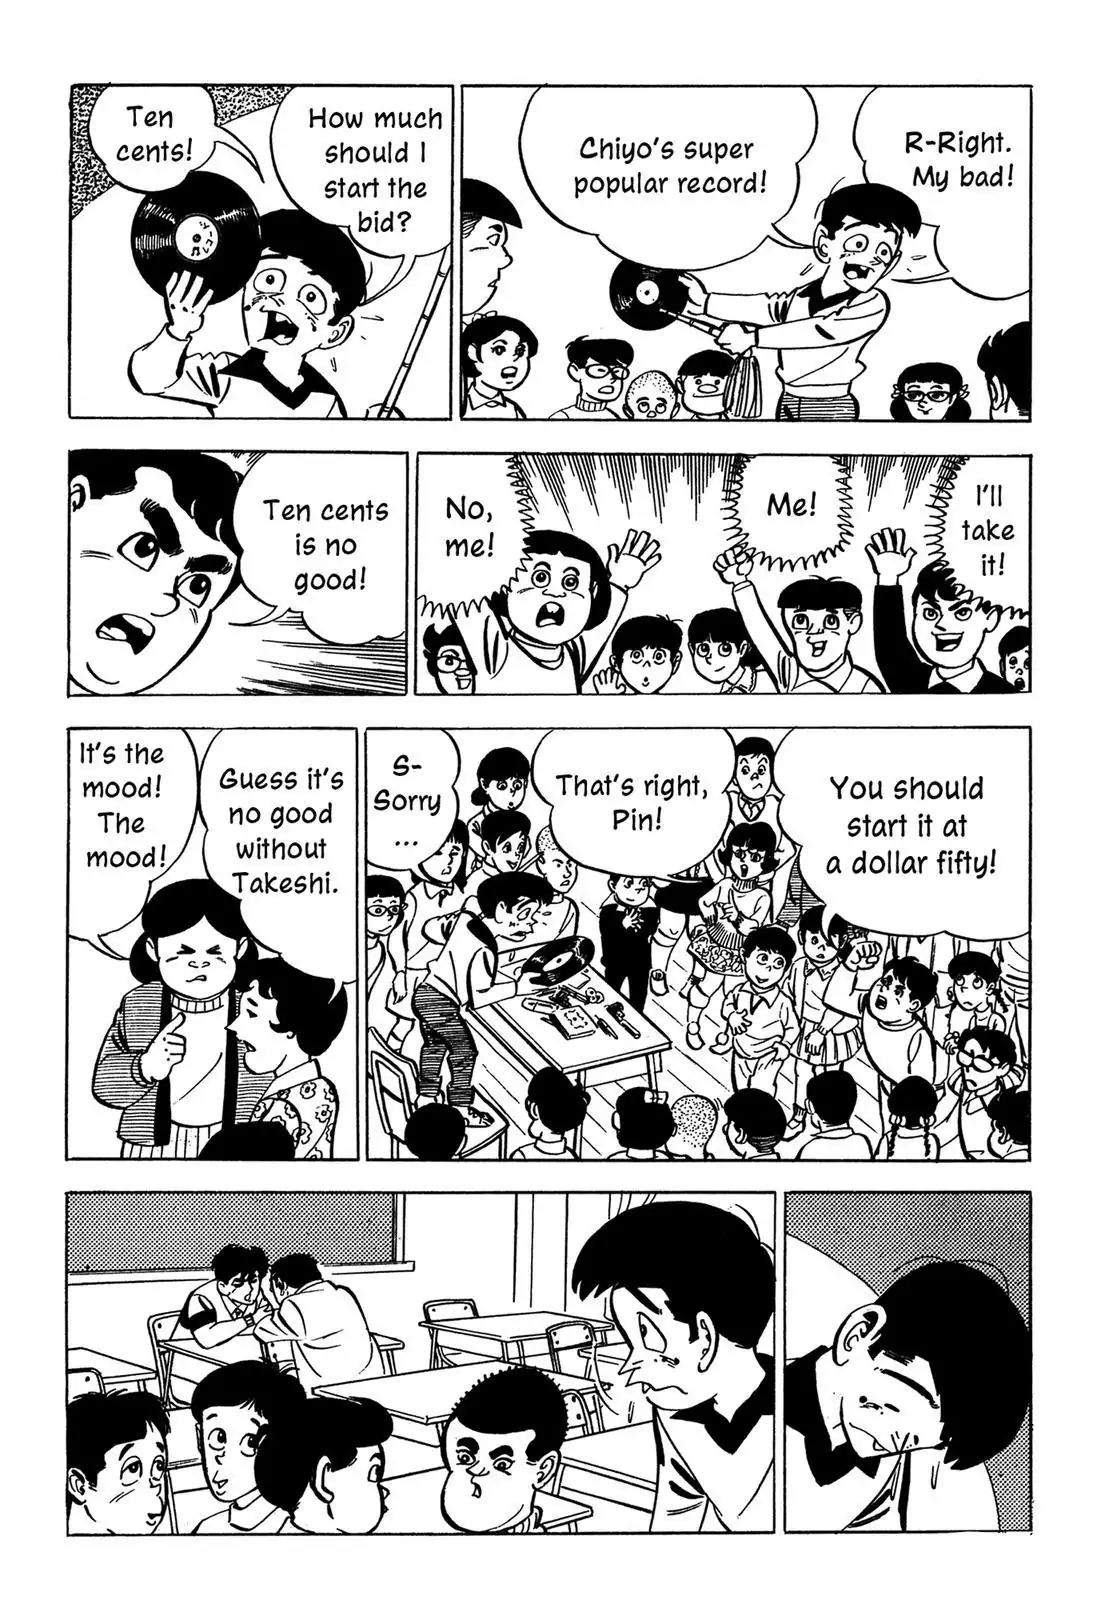 R-Right.
My bad!
Chiyo's super
popular record!
How much
should I
start the
bid?
Ten
cents!
I'll
take
it!
Me!
No,
me!
Ten cents
is no
good!
You should
start it at
a dollar fifty!
That's right,
Pin!
S-
Sorry
...
Guess it's
no good
without
Takeshi.
It's the
mood!
The
mood!